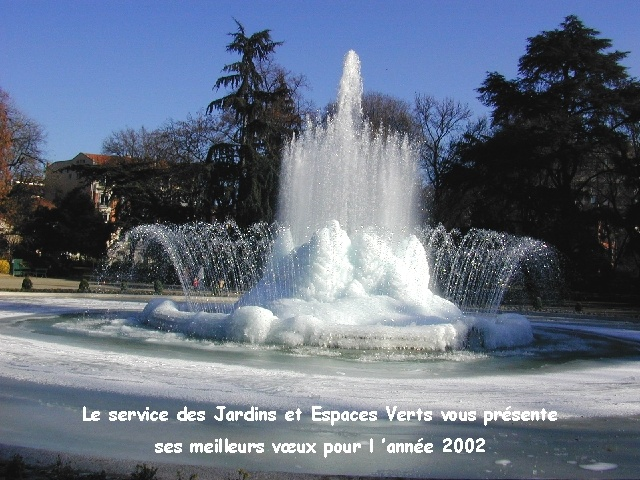 Le service des Jardins et Espaces Verts vous présente
ses meilleurs vœux pour l 'année 2002